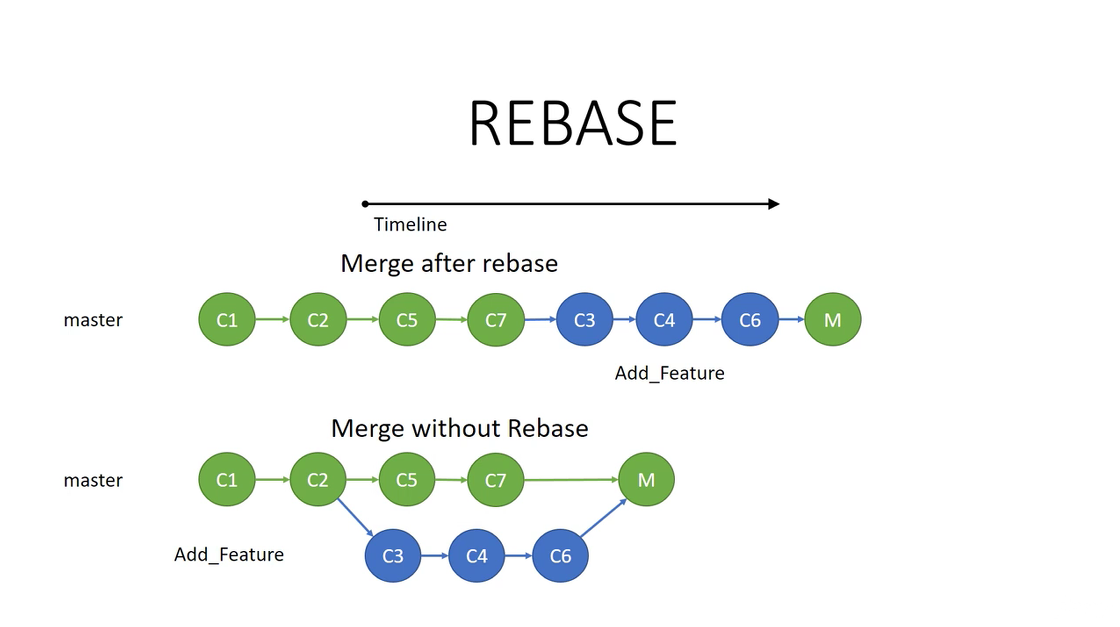 REBASE
Timeline
Merge after rebase
master C1 C2 C5 C7 C3 C4 C6 M
Add_Feature
Merge without Rebase
master C1 C2 C5 C7 M
Add_Feature C3 C4 C6